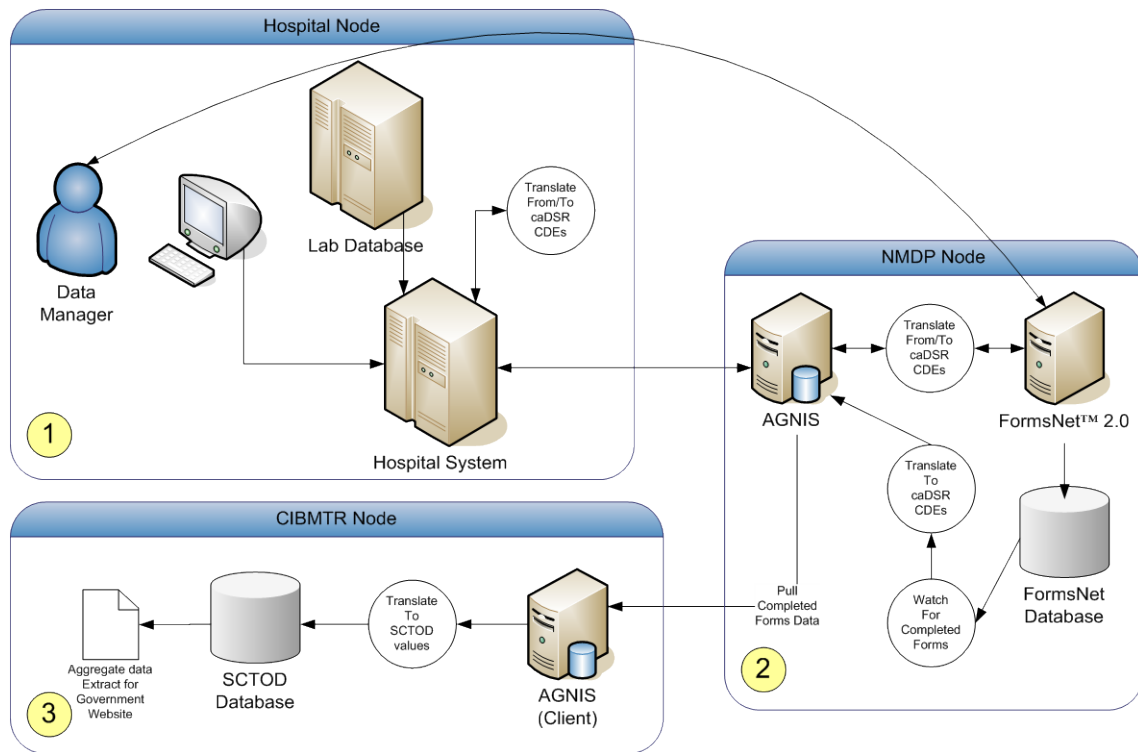 Hospital Node
Lab Database
Translate
From/To
caDSR
CDEs
Data
Manager
Hospital System
1
NMDP Node
AGNIS
Translate
From/To
caDSR
CDEs
FormsNet™ 2.0
Translate
To
caDSR
CDEs
Watch
For
Completed
Forms
FormsNet
Database
Pull
Completed
Forms Data
2
CIBMTR Node
Aggregate data
Extract for
Government
Website
SCTOD
Database
Translate
To
SCTOD
values
AGNIS
(Client)
3